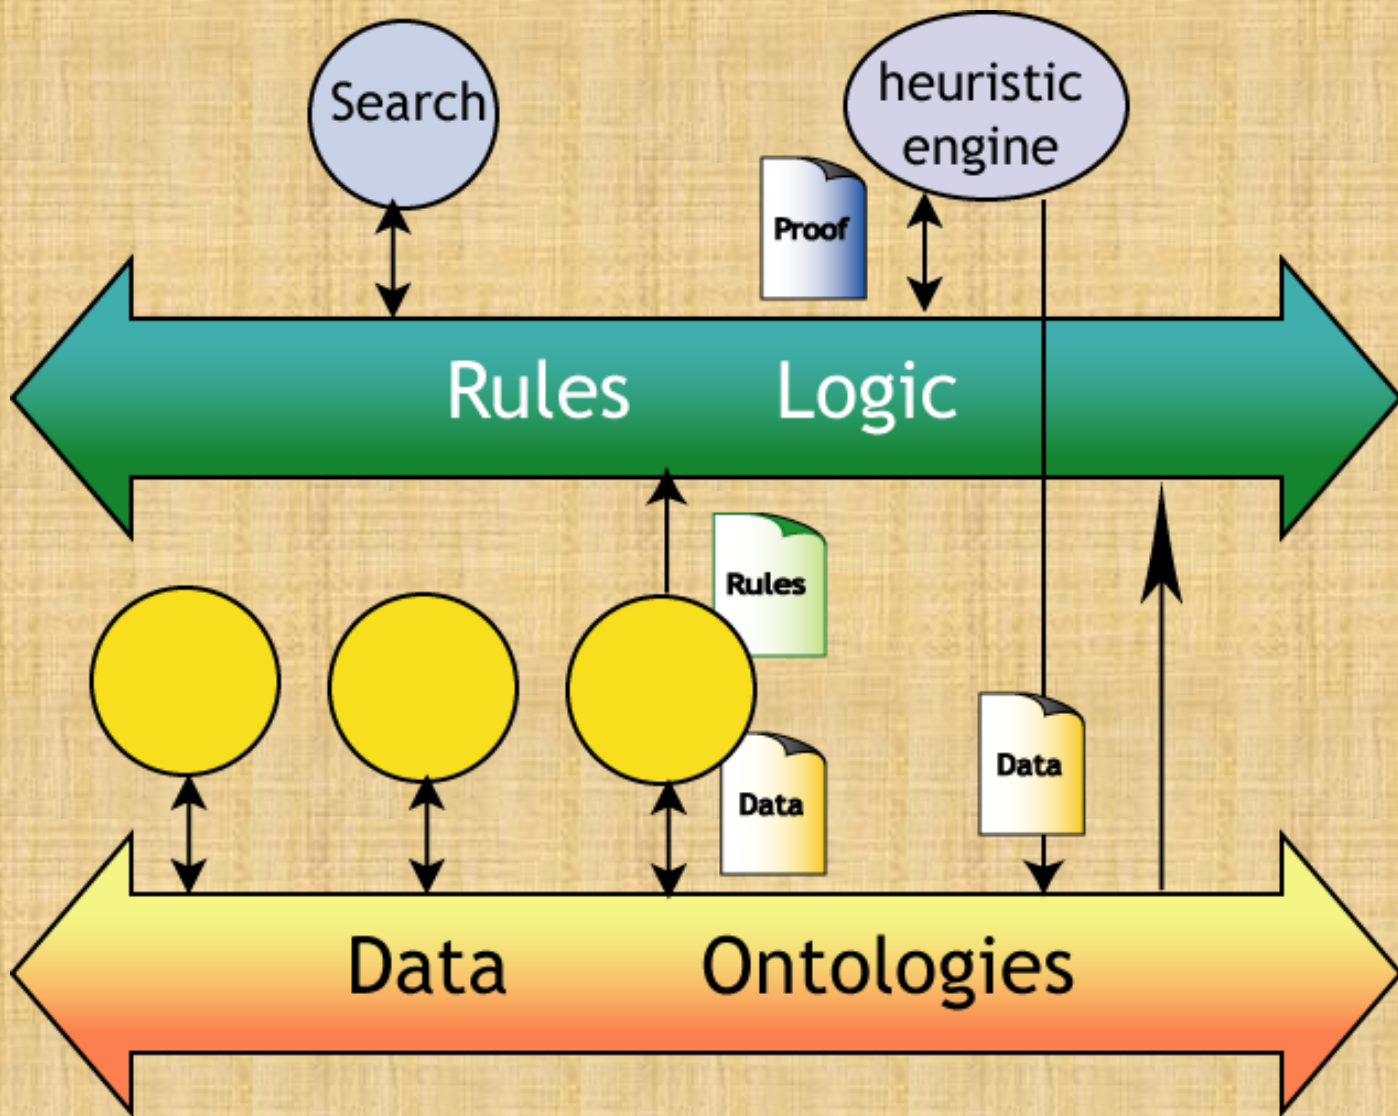 Search
heuristic
engine
Proof
Rules Logic
Rules
Data
Data
Data Ontologies